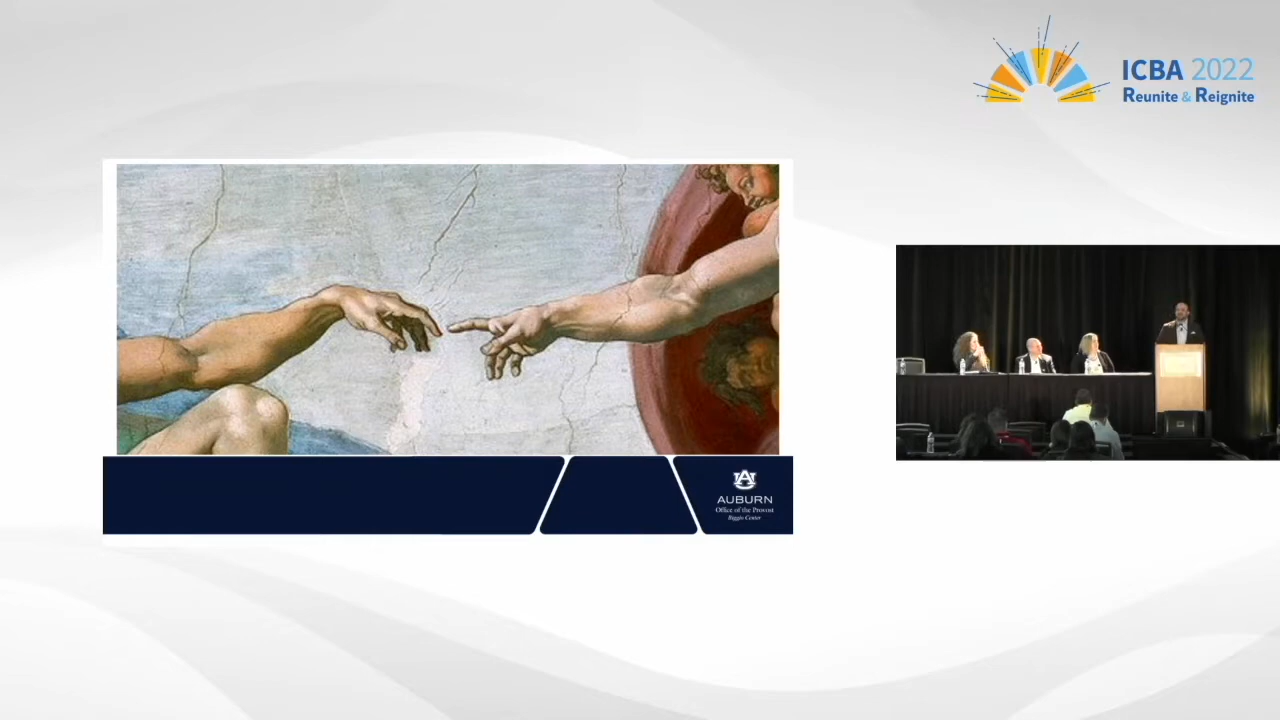 ICBA 2022
Reunite & Reignite
AUBURN
Office of the Provost
Biggio Center